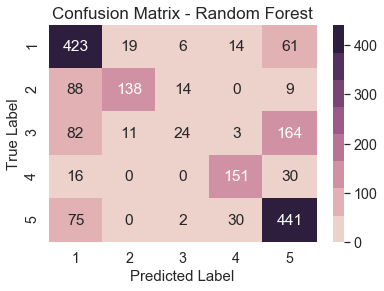 Confusion Matrix - Random Forest
True Label
1 423 19 6 14 61
2 88 138 14 0 9
3 82 11 24 3 164
4 16 0 0 151 30
5 75 0 2 30 441
1 2 3 4 5
Predicted Label
400
300
200
100
0